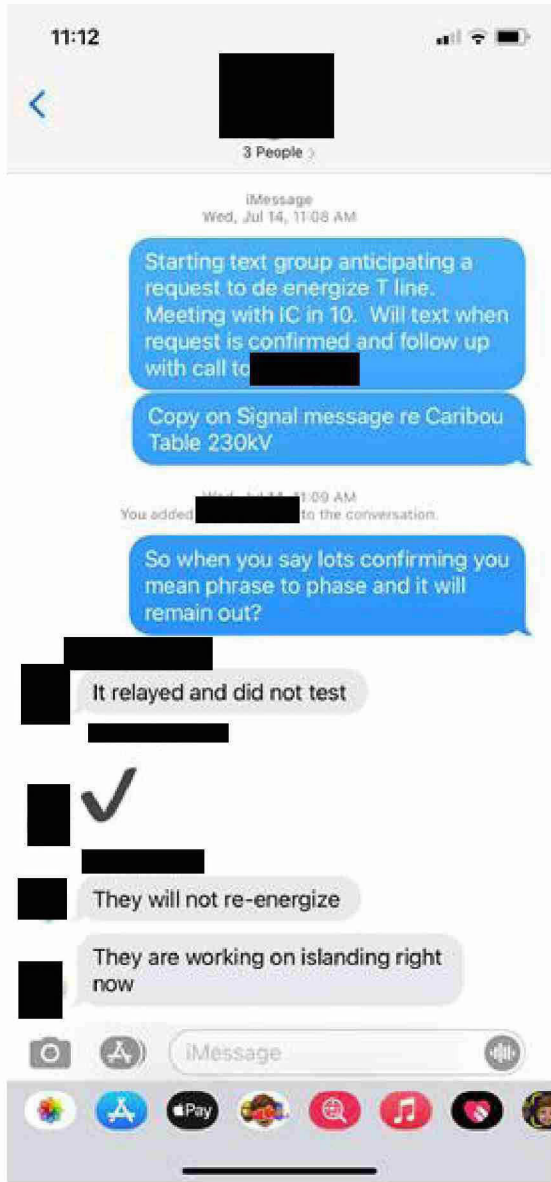 11:12
3 People >
iMessage
Wed, Jul 14, 11:08 AM
Starting text group anticipating a
request to de energize T line.
Meeting with IC in 10. Will text when
request is confirmed and follow up
with call to
Copy on Signal message re Caribou
Table 230kV
11:09 AM
You added to the conversation.
So when you say lots confirming you
mean phrase to phase and it will
remain out?
It relayed and did not test
They will not re-energize
They are working on islanding right
now
iMessage
Pay